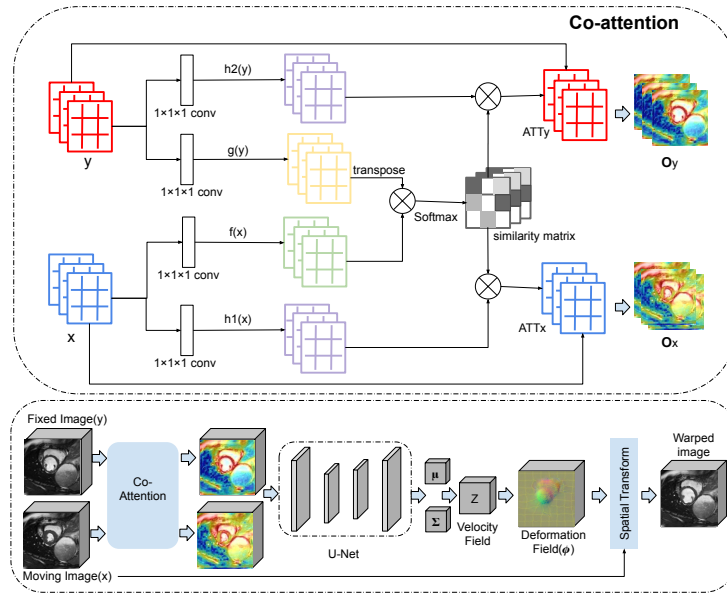 Co-attention
h2(y)
1×1×1 conv
y
ATTy
Oy
g(y)
transpose
1×1×1 conv
Softmax
similarity matrix
f(x)
1×1×1 conv
ATTx
Ox
x
h1(x)
1×1×1 conv
Fixed Image(y)
Warped
image
Co-
Attention
μ
Σ
Z
Velocity
Field
U-Net
Deformation
Field(ϕ)
Spatial Transform
Moving Image(x)